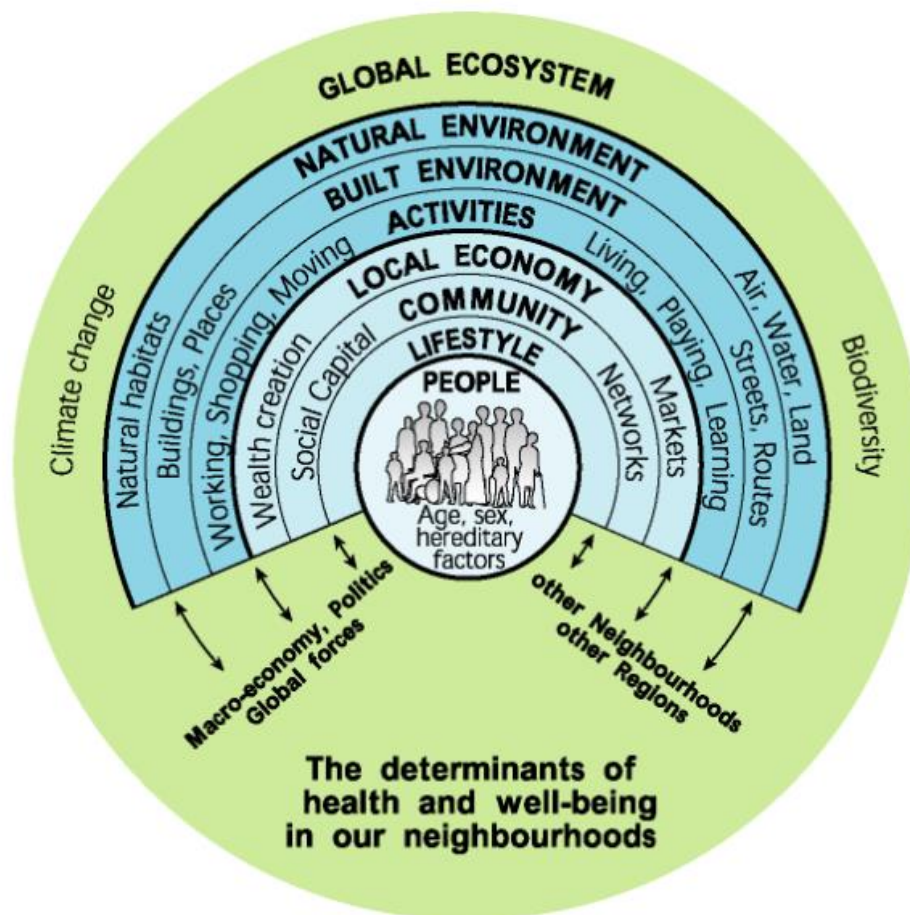 GLOBAL ECOSYSTEM
NATURAL ENVIRONMENT
BUILT ENVIRONMENT
ACTIVITIES
LOCAL ECONOMY
COMMUNITY
LIFESTYLE
PEOPLE
Age, sex,
hereditary
factors
Climate change
Natural habitats
Buildings, Places
Working, Shopping, Moving
Wealth creation
Social Capital
Networks
Markets
Living, Playing, Learning
Streets, Routes
Air, Water, Land
Biodiversity
Macro-economy, Politics
Global forces
other Neighbourhoods
other Regions
The determinants of
health and well-being
in our neighbourhoods